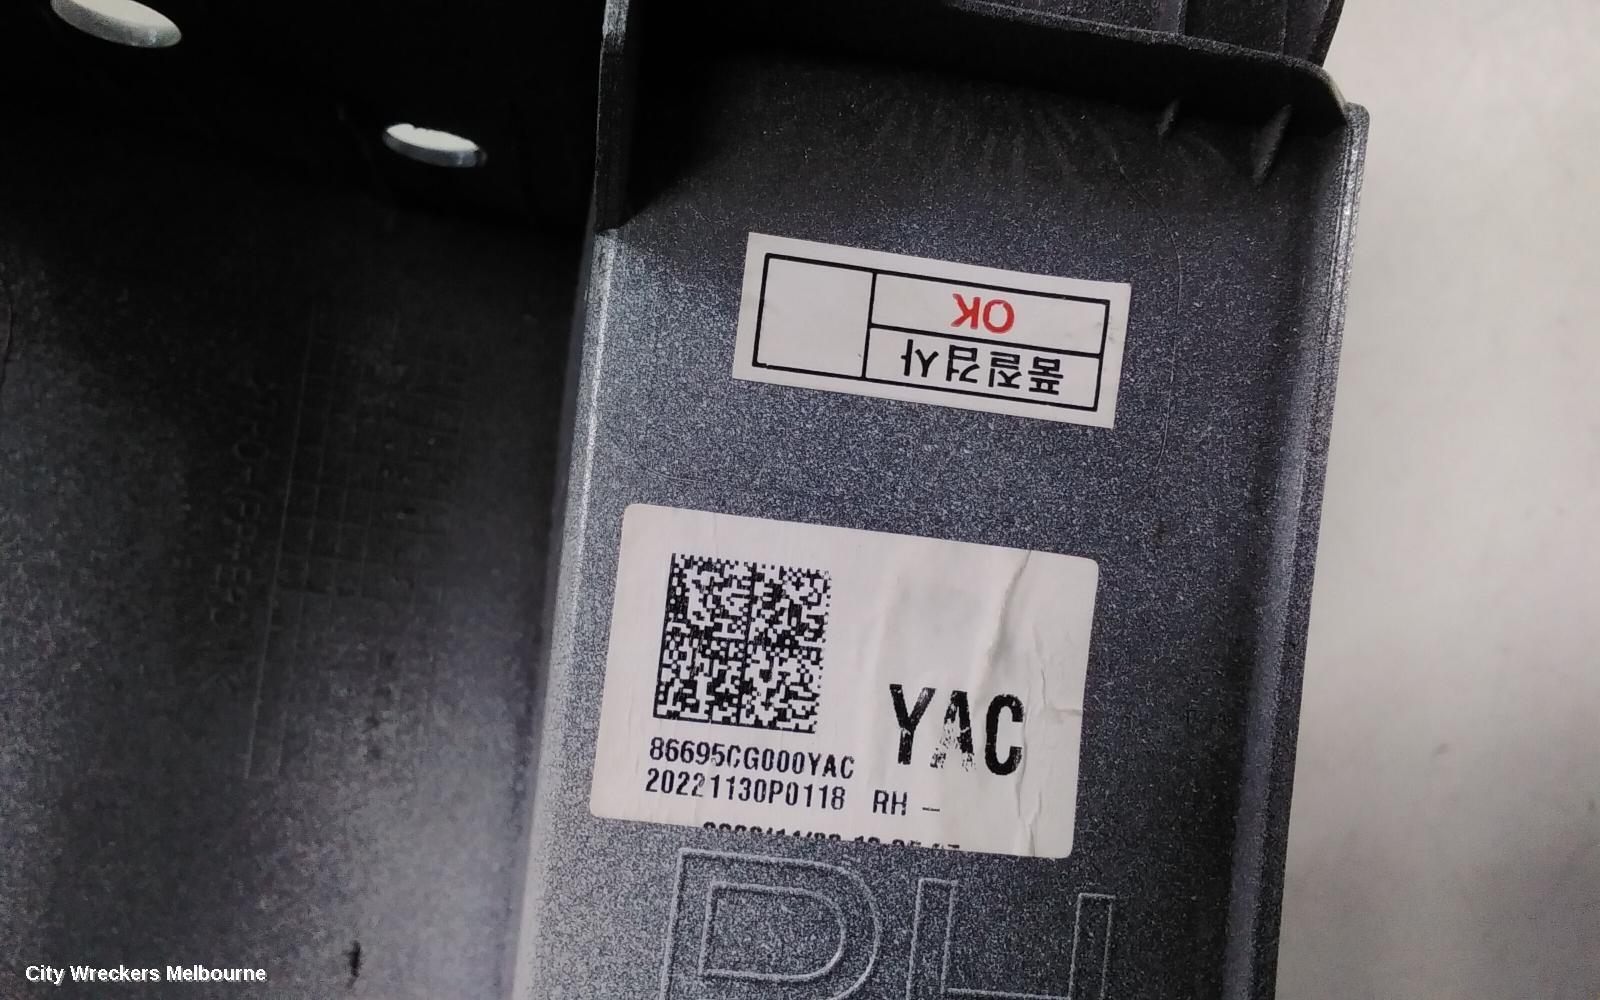 품질검사
OK
YAC
86695CG000YAC
20221130P0118 RH -
RH
City Wreckers Melbourne